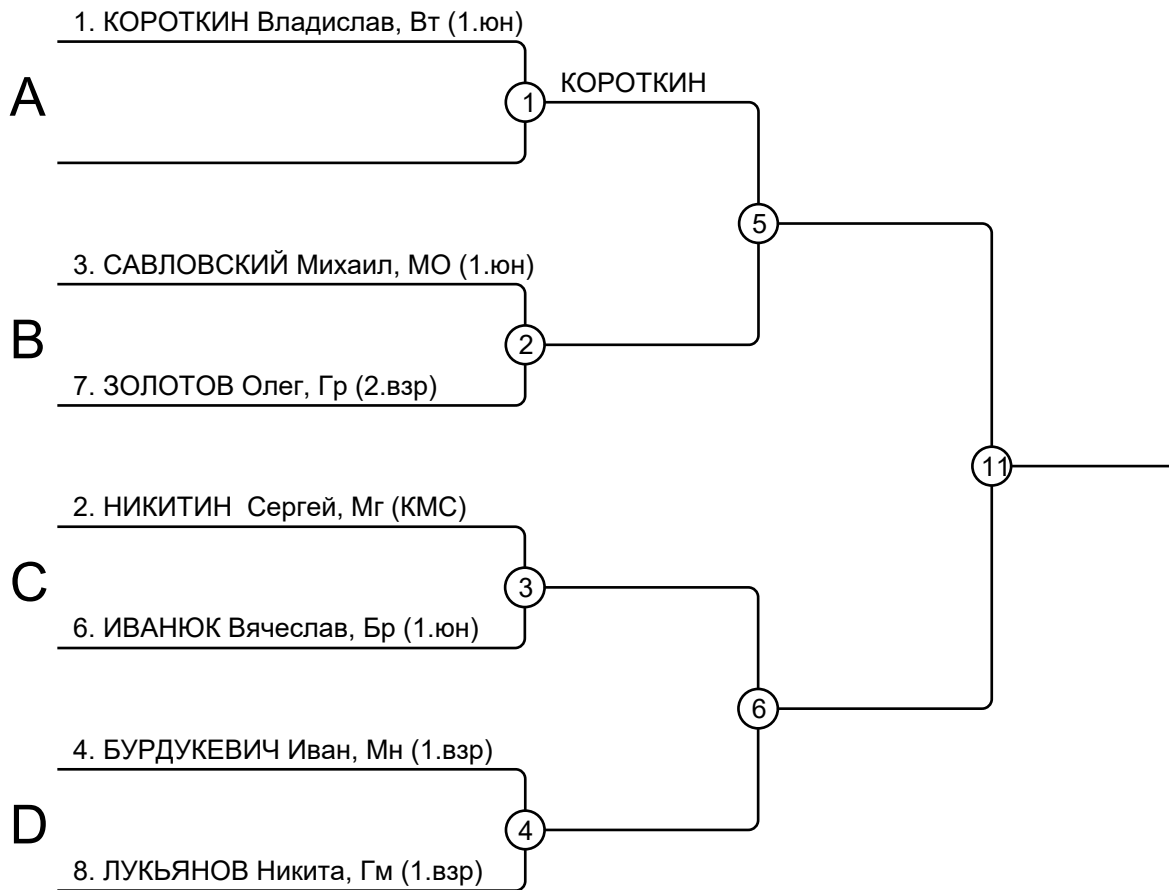 1. КОРОТКИН Владислав, Вт (1.юн)
A
1
КОРОТКИН
5
3. САВЛОВСКИЙ Михаил, МО (1.юн)
B
2
7. ЗОЛОТОВ Олег, Гр (2.взр)
11
2. НИКИТИН  Сергей, Мг (КМС)
C
3
6. ИВАНЮК Вячеслав, Бр (1.юн)
6
4. БУРДУКЕВИЧ Иван, Мн (1.взр)
D
4
8. ЛУКЬЯНОВ Никита, Гм (1.взр)